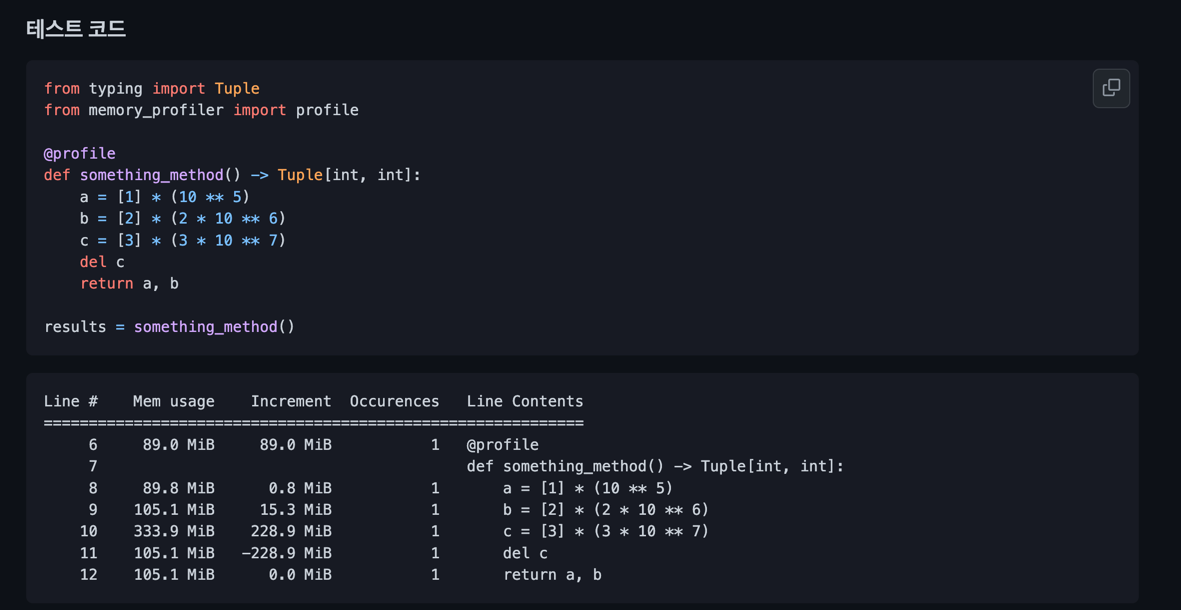 테스트 코드
from typing import Tuple
from memory_profiler import profile
@profile
def something_method() -> Tuple[int, int]:
    a = [1] * (10 ** 5)
    b = [2] * (2 * 10 ** 6)
    c = [3] * (3 * 10 ** 7)
    del c
    return a, b
results = something_method()
Line #    Mem usage    Increment  Occurences   Line Contents
============================================================
     6     89.0 MiB     89.0 MiB           1   @profile
     7                                         def something_method() -> Tuple[int, int]:
     8     89.8 MiB      0.8 MiB           1       a = [1] * (10 ** 5)
     9    105.1 MiB     15.3 MiB           1       b = [2] * (2 * 10 ** 6)
    10    333.9 MiB    228.9 MiB           1       c = [3] * (3 * 10 ** 7)
    11    105.1 MiB   -228.9 MiB           1       del c
    12    105.1 MiB      0.0 MiB           1       return a, b